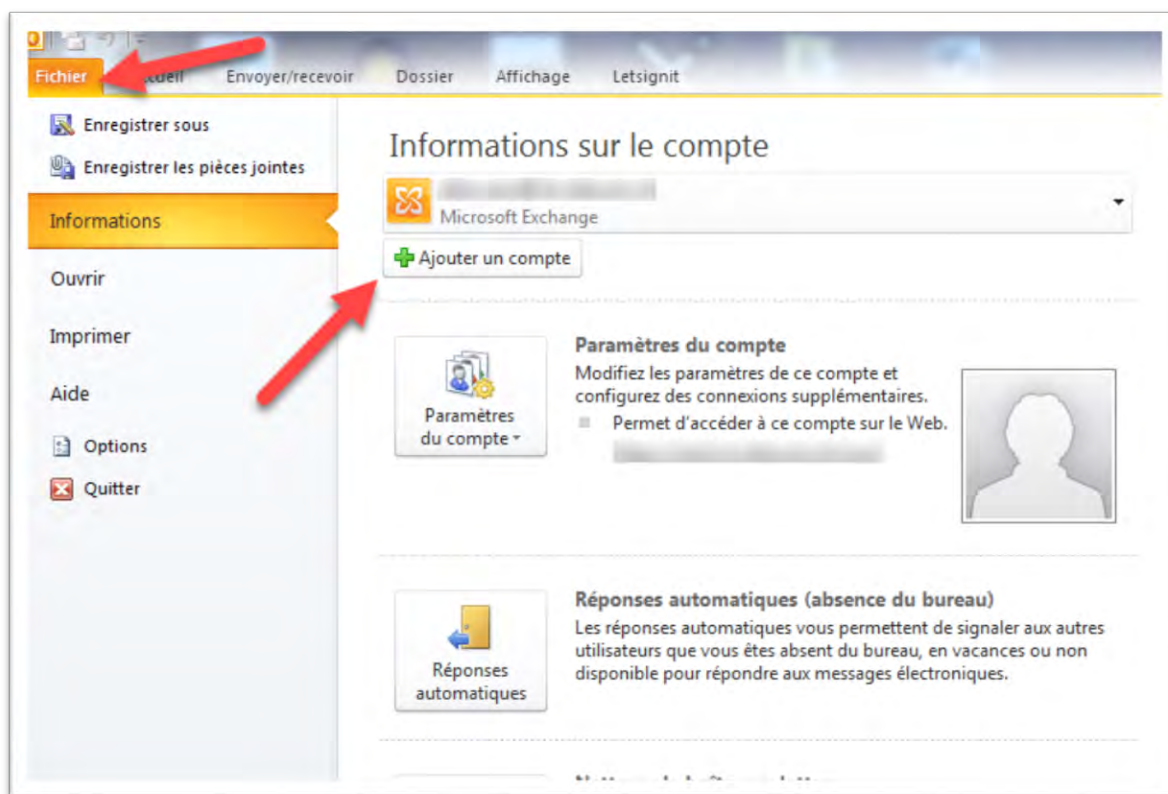 Fichier
Envoyer/recevoir
Dossier
Affichage
Letsignit
Enregistrer sous
Enregistrer les pièces jointes
Informations
Ouvrir
Imprimer
Aide
Options
Quitter
Informations sur le compte
Microsoft Exchange
Ajouter un compte
Paramètres
du compte
Paramètres du compte
Modifiez les paramètres de ce compte et
configurez des connexions supplémentaires.
Permet d'accéder à ce compte sur le Web.
Réponses
automatiques
Réponses automatiques (absence du bureau)
Les réponses automatiques vous permettent de signaler aux autres
utilisateurs que vous êtes absent du bureau, en vacances ou non
disponible pour répondre aux messages électroniques.